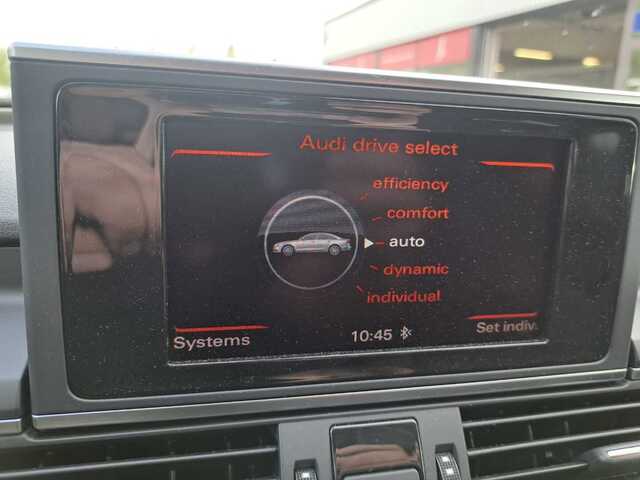 Audi drive select
efficiency
comfort
auto
dynamic
individual
Systems
10:45
Set indiv.